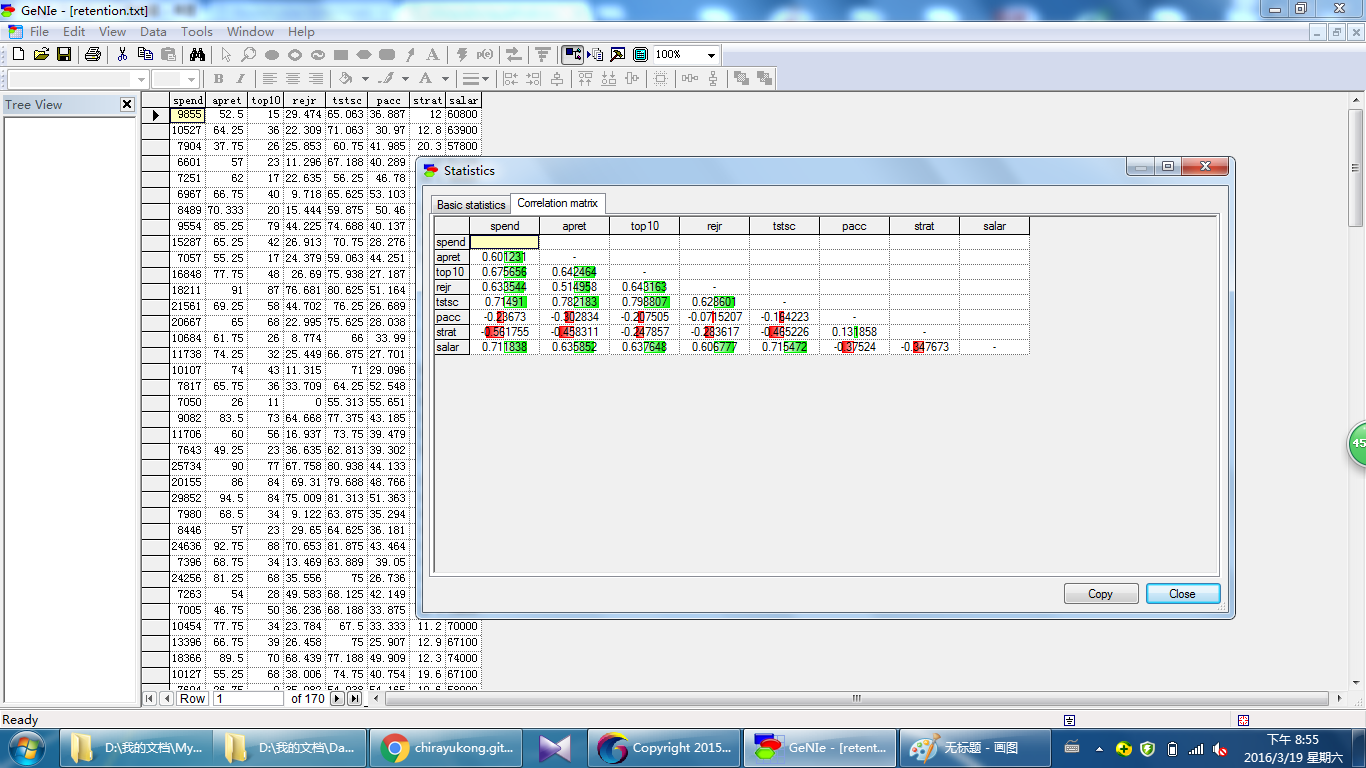 GeNIe - [retention.txt]
File Edit View Data Tools Window Help
100%
B I A
Tree View
spend apret top10 rejr tstsc pacc strat salar
9855 52.5 15 29.474 65.063 36.887 12 60800
10527 64.25 36 22.309 71.063 30.97 12.8 63900
7904 37.75 26 25.853 60.75 41.985 20.3 57800
6601 57 23 11.296 67.188 40.289
7251 62 17 22.635 56.25 46.78
6967 66.75 40 9.718 65.625 53.103
8489 70.333 20 15.444 59.875 50.46
9554 85.25 79 44.225 74.688 40.137
15287 65.25 42 26.913 70.75 28.276
7057 55.25 17 24.379 59.063 44.251
16848 77.75 48 26.69 75.938 27.187
18211 91 87 76.681 80.625 51.164
21561 69.25 58 44.702 76.25 26.689
20667 65 68 22.995 75.625 28.038
10684 61.75 26 8.774 66 33.99
11738 74.25 32 25.449 66.875 27.701
10107 74 43 11.315 71 29.096
7817 65.75 36 33.709 64.25 52.548
7050 26 11 0 55.313 55.651
9082 83.5 73 64.668 77.375 43.185
11706 60 56 16.937 73.75 39.479
7643 49.25 23 36.635 62.813 39.302
25734 90 77 67.758 80.938 44.133
20155 86 84 69.31 79.688 48.766
29852 94.5 84 75.009 81.313 51.363
7980 68.5 34 9.122 63.875 35.294
8446 57 23 29.65 64.625 36.181
24636 92.75 88 70.653 81.875 43.464
7396 68.75 34 13.469 63.889 39.05
24256 81.25 68 35.556 75 26.736
7263 54 28 49.583 68.125 42.149
7005 46.75 50 36.236 68.188 33.875
10454 77.75 34 23.784 67.5 33.333 11.2 70000
13396 66.75 39 26.458 75 25.907 12.9 67100
18366 89.5 70 68.439 77.188 49.909 12.3 74000
10127 55.25 68 38.006 74.75 40.754 19.6 67100
Row 1 of 170
Statistics
Basic statistics Correlation matrix
spend apret top10 rejr tstsc pacc strat salar
spend
apret 0.601231 -
top10 0.675656 0.642464 -
rejr 0.633544 0.514958 0.643163 -
tstsc 0.71491 0.782183 0.798807 0.628601 -
pacc -0.23673 -0.302834 -0.207505 -0.0715207 -0.164223 -
strat -0.561755 -0.458311 -0.247857 -0.283617 -0.465226 0.131858 -
salar 0.711838 0.635852 0.637648 0.606777 0.715472 -0.37524 -0.347673 -
Copy Close
45
Ready
D:\我的文档\My... D:\我的文档\Da... chirayukong.git... Copyright 2015... GeNIe - [retent... 无标题 - 画图
下午 8:55
2016/3/19 星期六